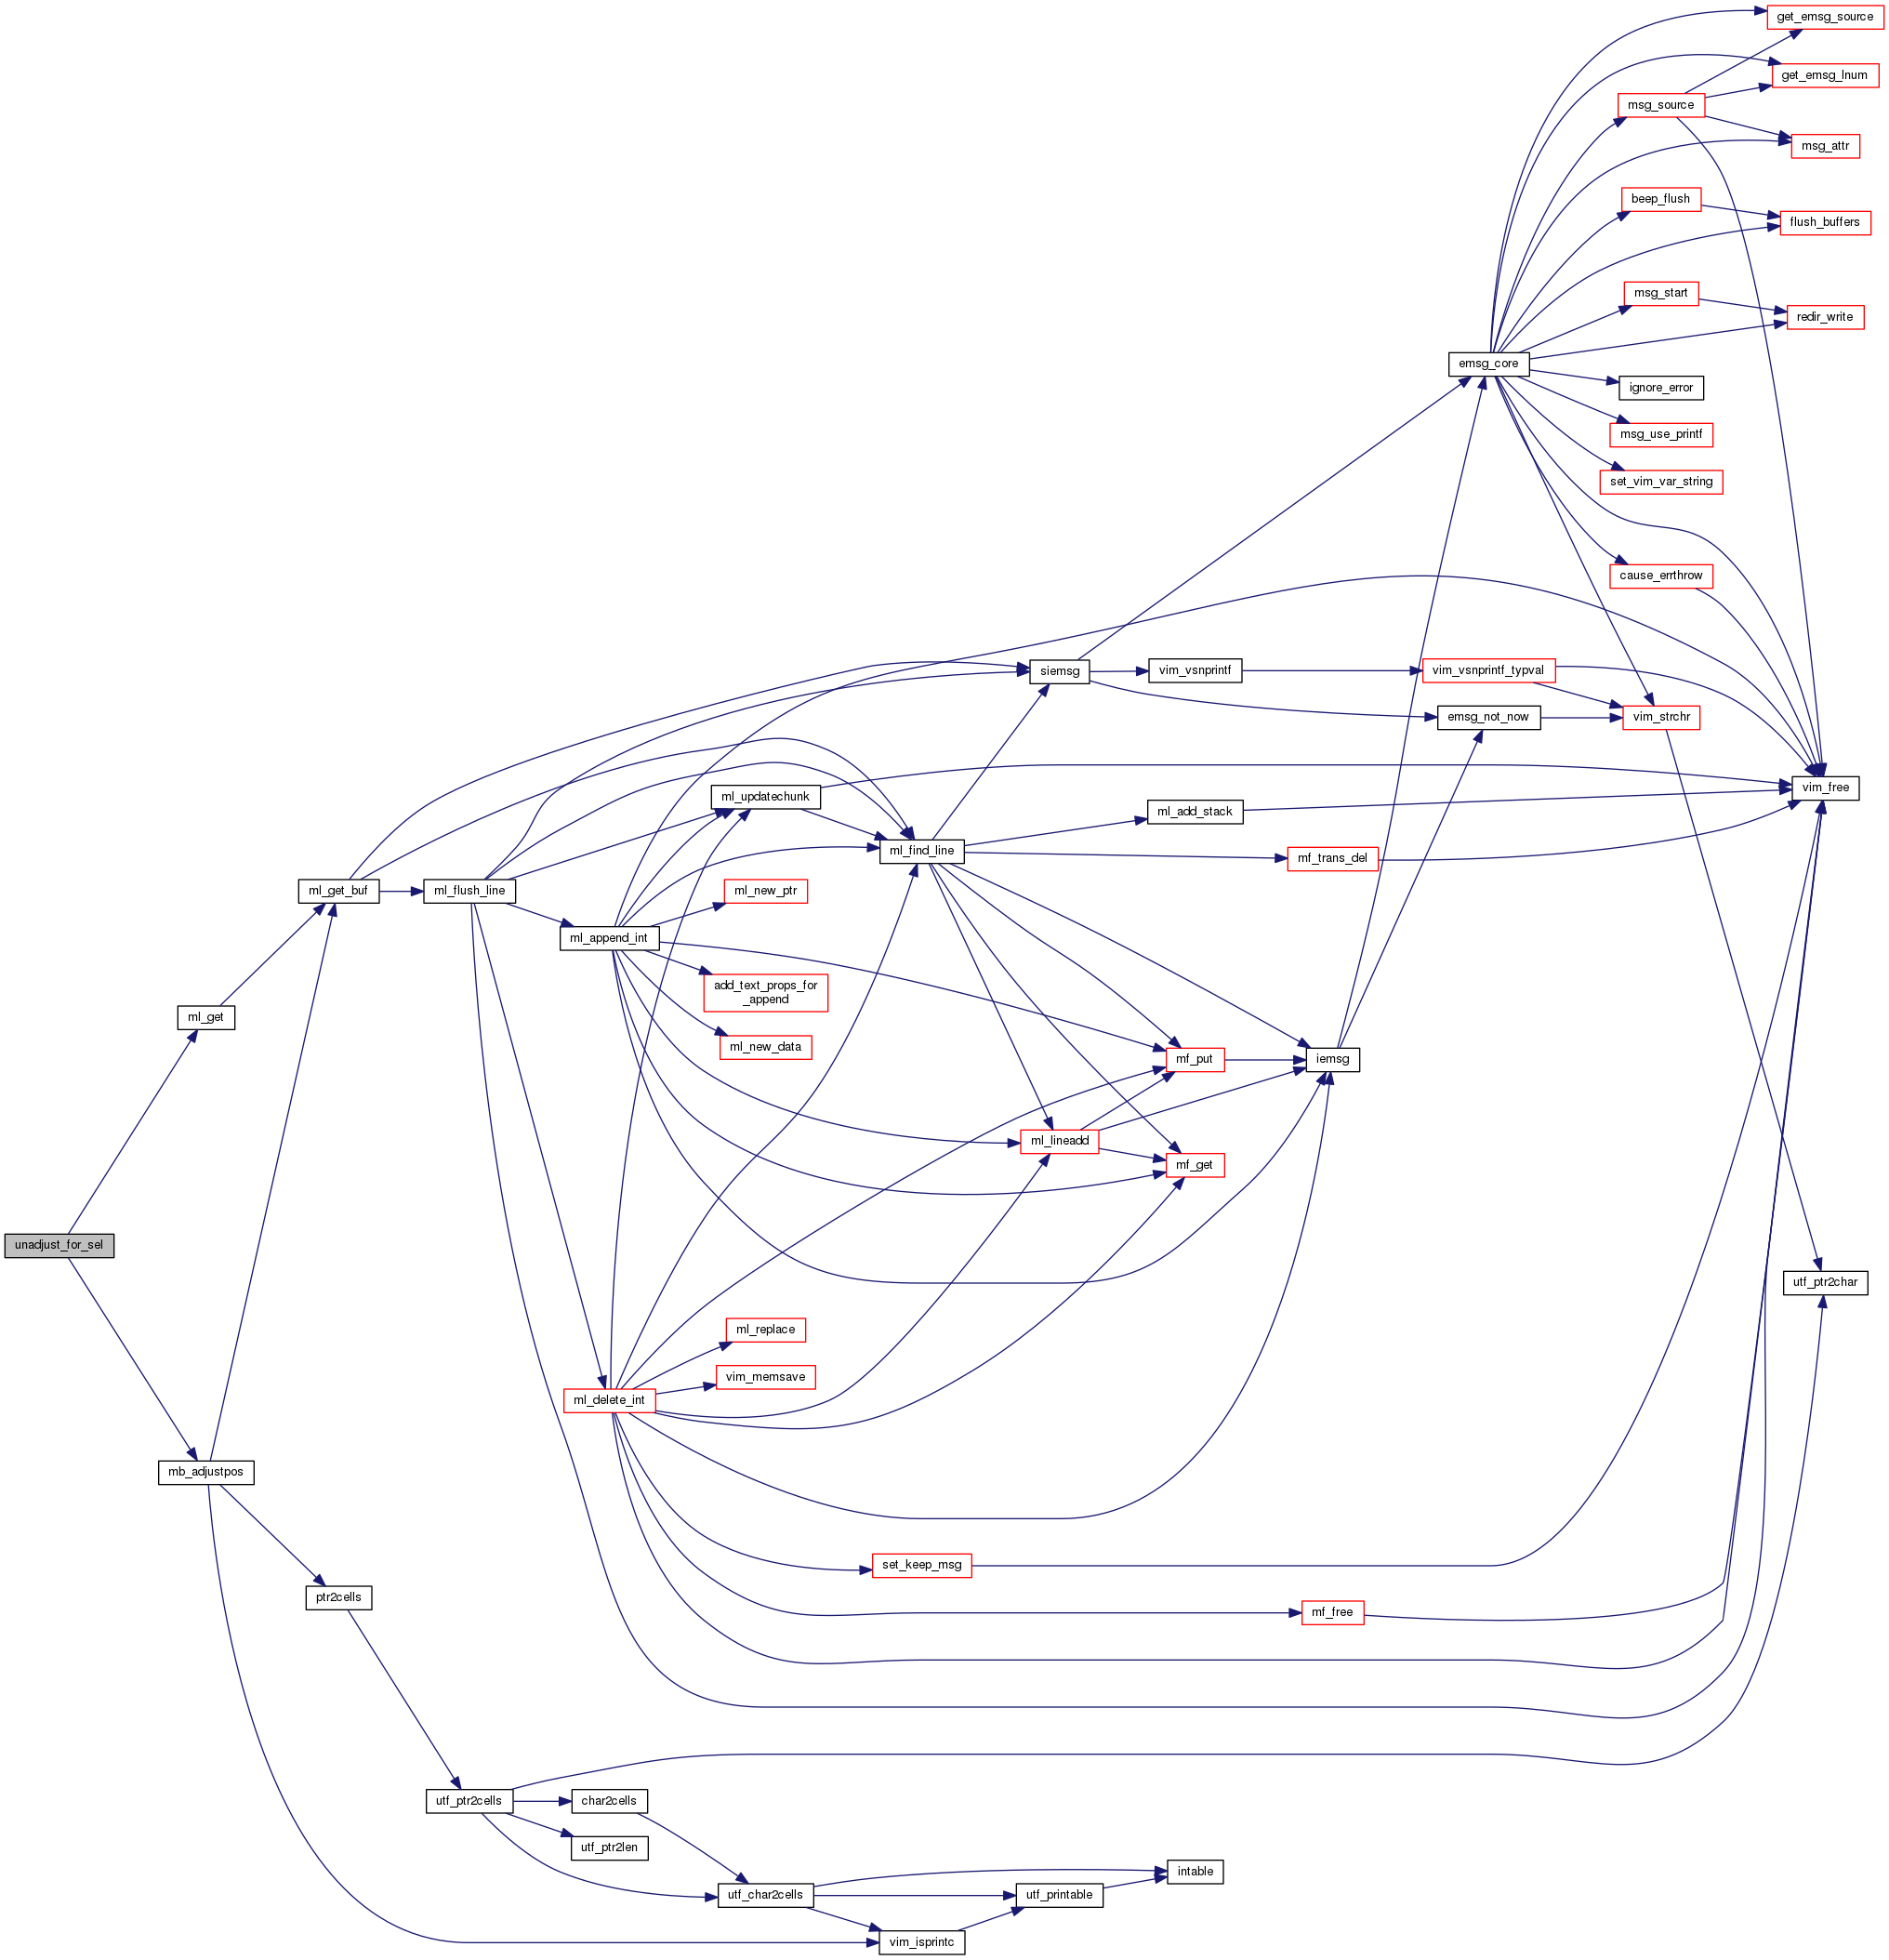 get_emsg_source
get_emsg_lnum
msg_source
msg_attr
beep_flush
flush_buffers
msg_start
redir_write
emsg_core
ignore_error
msg_use_printf
set_vim_var_string
cause_errthrow
siemsg
vim_vsnprintf
vim_vsnprintf_typval
emsg_not_now
vim_strchr
ml_updatechunk
vim_free
ml_add_stack
ml_find_line
mf_trans_del
ml_get_buf
ml_flush_line
ml_new_ptr
ml_append_int
add_text_props_for
_append
ml_get
ml_new_data
mf_put
iemsg
ml_lineadd
mf_get
unadjust_for_sel
utf_ptr2char
ml_replace
vim_memsave
ml_delete_int
mb_adjustpos
set_keep_msg
ptr2cells
mf_free
utf_ptr2cells
char2cells
utf_ptr2len
intable
utf_char2cells
utf_printable
vim_isprintc